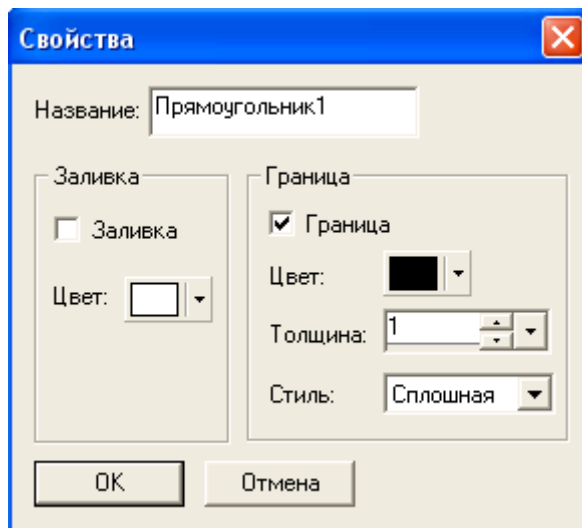 Свойства
Название: Прямоугольник1
Заливка
Заливка
Цвет:
Граница
Граница
Цвет:
Толщина: 1
Стиль: Сплошная
OK Отмена